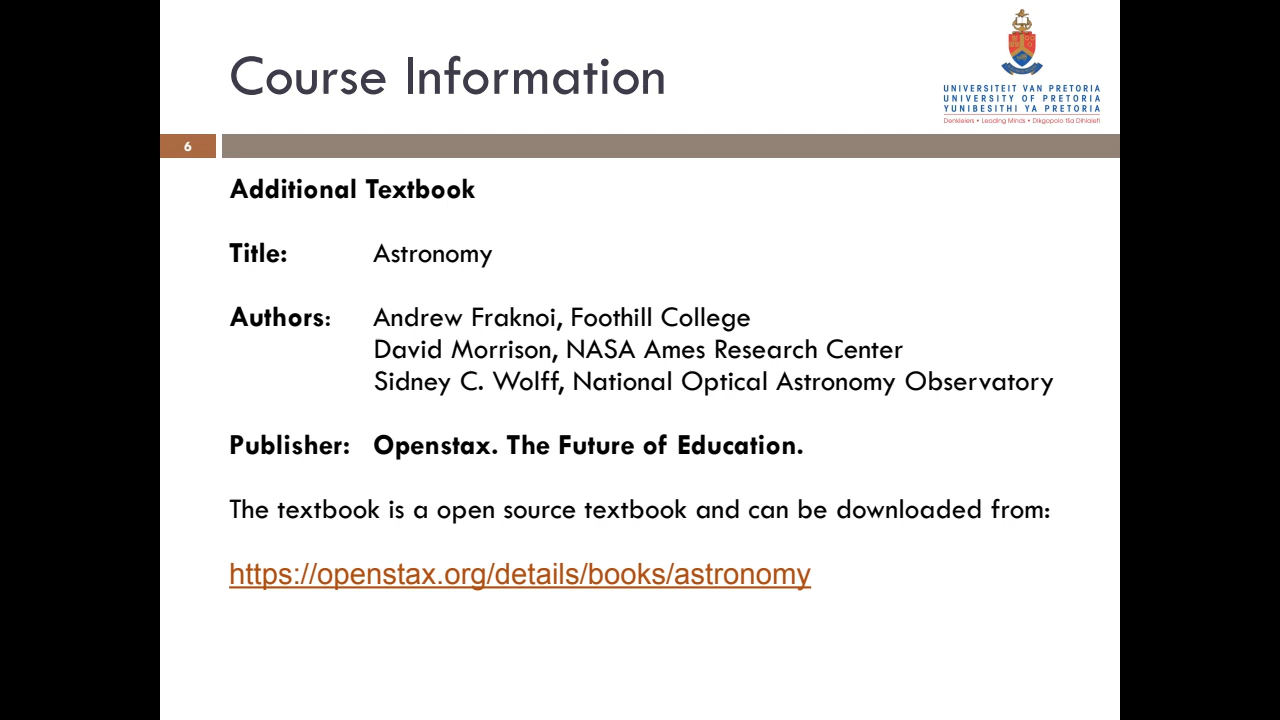 Course Information
UNIVERSITEIT VAN PRETORIA
UNIVERSITY OF PRETORIA
YUNIBESITHI YA PRETORIA
Denkleiers • Leading Minds • Dikgopolo tša Dihlalefi
6
Additional Textbook
Title: Astronomy
Authors: Andrew Fraknoi, Foothill College
David Morrison, NASA Ames Research Center
Sidney C. Wolff, National Optical Astronomy Observatory
Publisher: Openstax. The Future of Education.
The textbook is a open source textbook and can be downloaded from:
https://openstax.org/details/books/astronomy